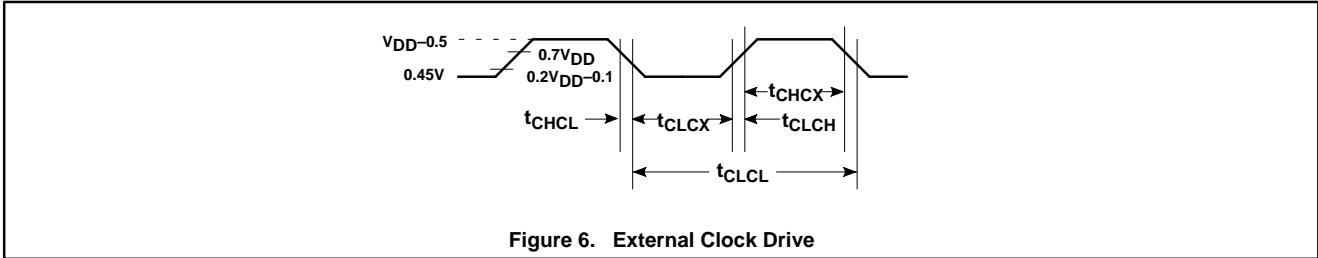 VDD–0.5
0.7VDD
0.45V
0.2VDD–0.1
tCHCX
tCHCL
tCLCX
tCLCH
tCLCL
Figure 6. External Clock Drive